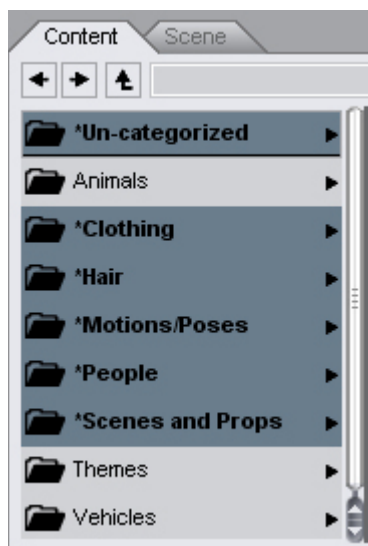 Content Scene
*Un-categorized
Animals
*Clothing
*Hair
*Motions/Poses
*People
*Scenes and Props
Themes
Vehicles